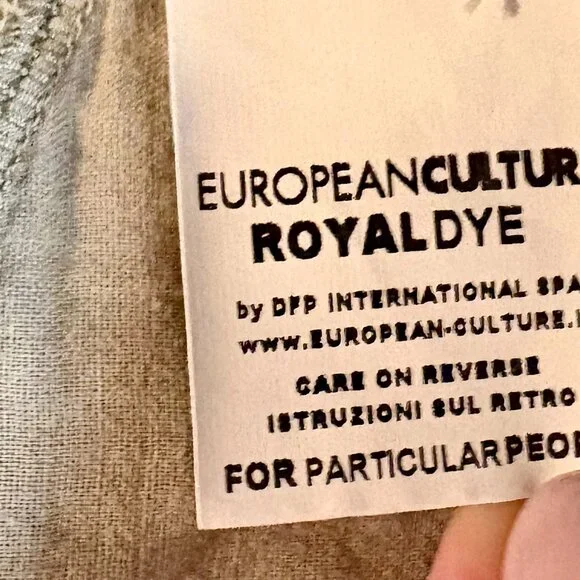 EUROPEANCULTUR
ROYALDYE
by DFP INTERNATIONAL SPA
www.EUROPEAN-CULTURE.
CARE ON REVERSE
ISTRUZIONI SUL RETRO
FOR PARTICULARPEOP